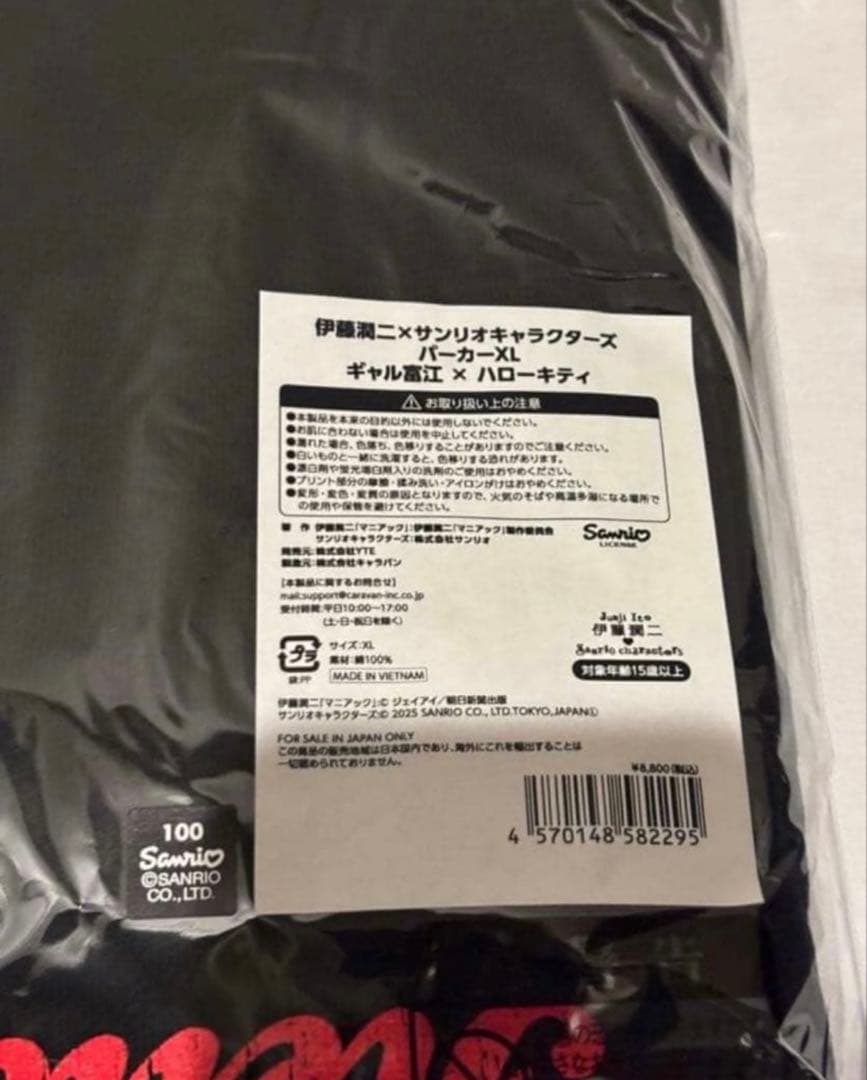 伊藤潤二×サンリオキャラクターズ
パーカーXL
ギャル富江 × ハローキティ
⚠ お取り扱い上の注意
●本製品を本来の目的以外には使用しないでください。
●お肌に合わない場合は使用を中止してください。
●濡れた場合、色落ち、色移りすることがありますのでご注意ください。
●白いものと一緒に洗濯すると、色移りする恐れがあります。
●漂白剤や蛍光増白剤入りの洗剤のご使用はおやめください。
●プリント部分の摩擦・揉み洗い・アイロンがけはおやめください。
●変形・変色・変質の原因となりますので、火気のそばや高温多湿になる場所で
の使用や保管を避けてください。
著 作 伊藤潤二『マニアック』:伊藤潤二『マニアック』製作委員会
サンリオキャラクターズ:株式会社サンリオ
発売元:株式会社YTE
製造元:株式会社キャラバン
Sanrio
LICENSE
【本製品に関するお問合せ】
mail:support@caravan-inc.co.jp
受付時間:平日10:00〜17:00
(土・日・祝日を除く)
Junji Ito
伊藤潤二
Sanrio characters
対象年齢15歳以上
プラ
袋:PP
サイズ:XL
素材:綿100%
MADE IN VIETNAM
伊藤潤二『マニアック』:© ジェイアイ/朝日新聞出版
サンリオキャラクターズ:© 2025 SANRIO CO., LTD.TOKYO,JAPANⓁ
FOR SALE IN JAPAN ONLY
この商品の販売地域は日本国内であり、海外にこれを輸出することは
一切認められておりません。
¥8,800(税込)
4 570148 582295
100
Sanrio
©SANRIO
CO.,LTD.